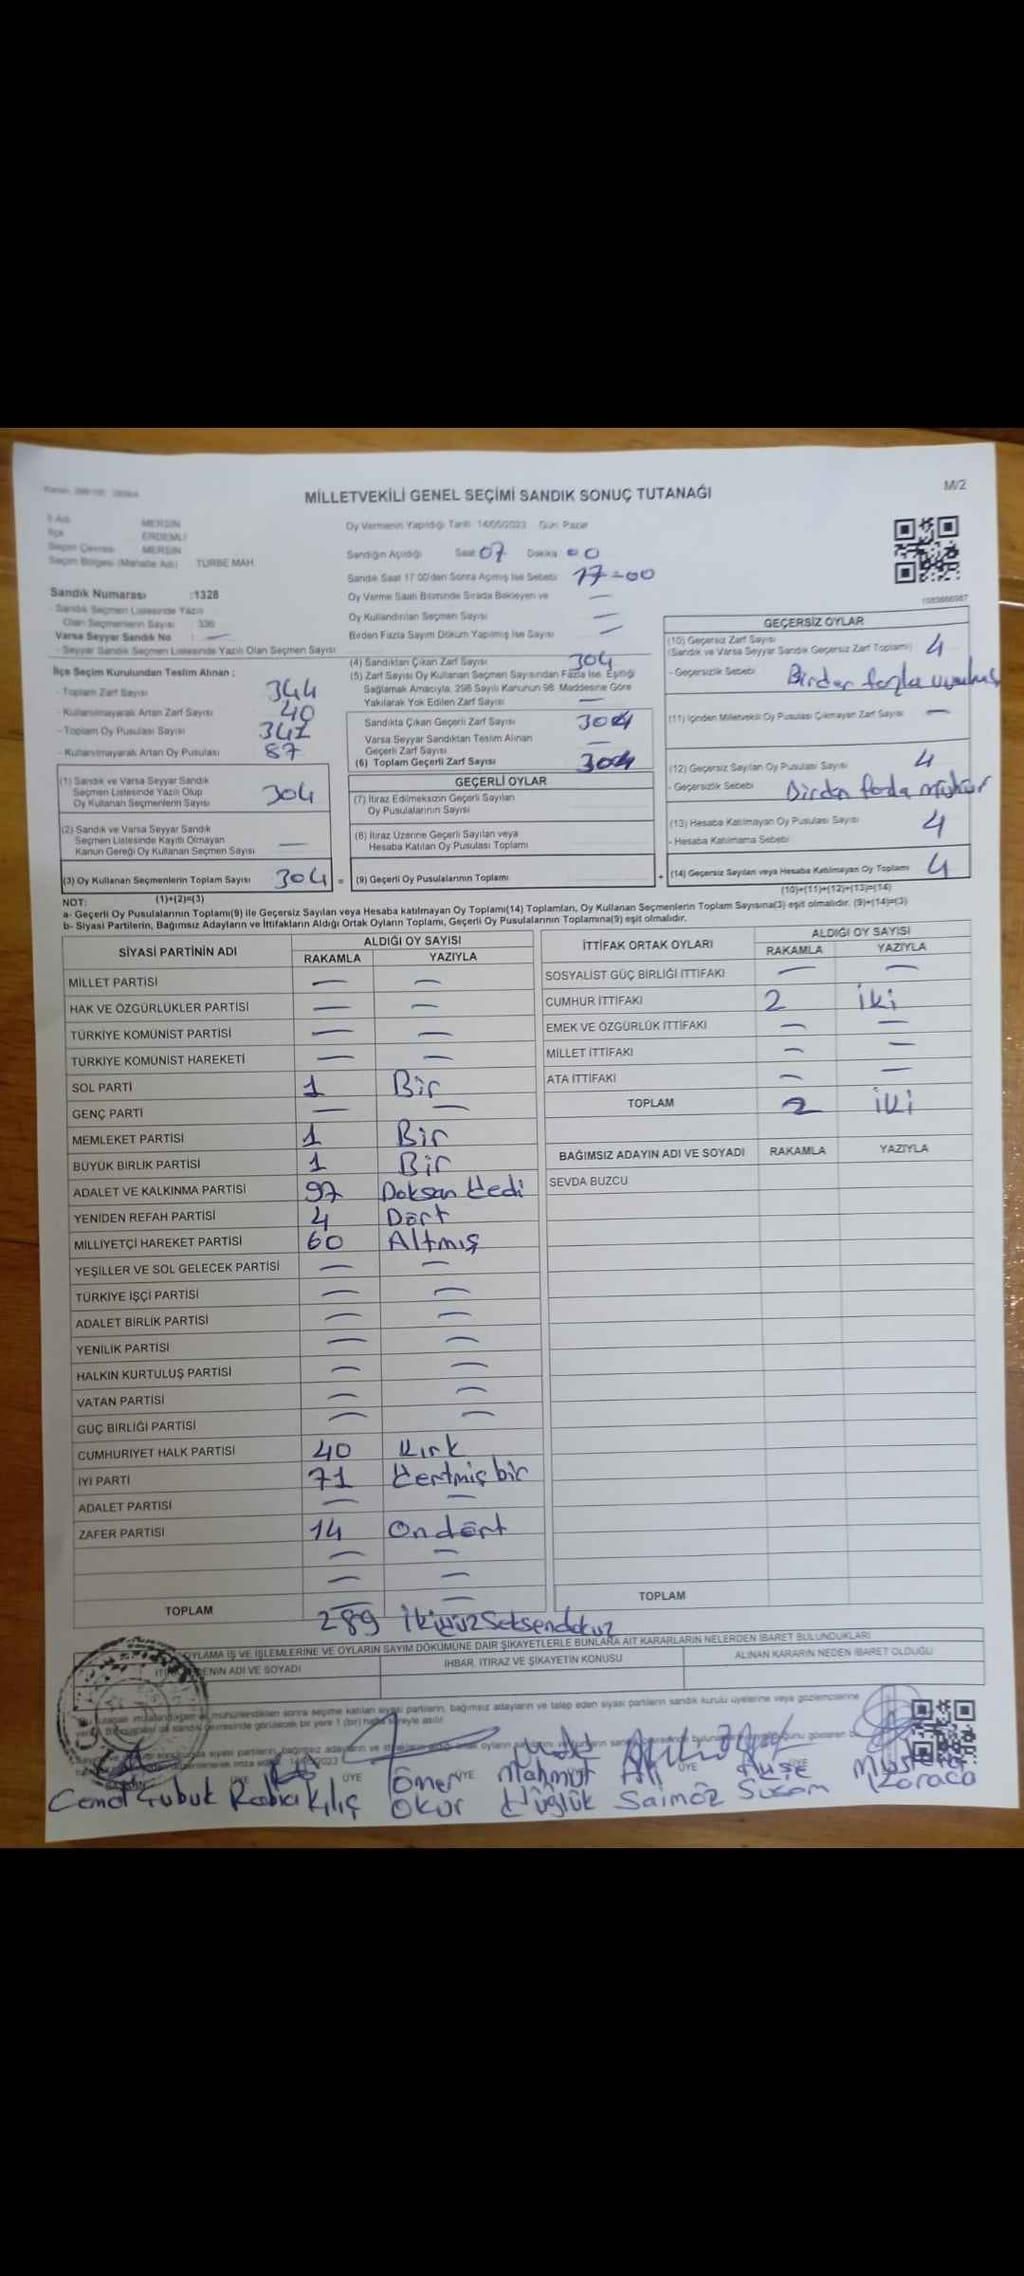 MİLLETVEKİLİ GENEL SEÇİMİ SANDIK SONUÇ TUTANAĞI
M/2
İl Adı MERSİN
İlçe ERDEMLİ
Seçim Çevresi MERSİN
Seçim Bölgesi (Mahalle Adı) TÜRBE MAH
Sandık Numarası :1328
- Sandık Seçmen Listesinde Yazılı
Olan Seçmenlerin Sayısı 336
Varsa Seyyar Sandık No : —
- Seyyar Sandık Seçmen Listesinde Yazılı Olan Seçmen Sayısı
Oy Vermenin Yapıldığı Tarih 14/05/2023 Gün Pazar
Sandığın Açıldığı Saat 07 Dakika 00
Sandık Saat 17:00'den Sonra Açılmış İse Sebebi 17-00
Oy Verme Saati Bitiminde Sırada Bekleyen ve —
Oy Kullandırılan Seçmen Sayısı —
Birden Fazla Sayım Döküm Yapılmış İse Sayısı —
İlçe Seçim Kurulundan Teslim Alınan :
- Toplam Zarf Sayısı 344
- Kullanılmayarak Artan Zarf Sayısı 40
- Toplam Oy Pusulası Sayısı
- Kullanılmayarak Artan Oy Pusulası 87
(1) Sandık ve Varsa Seyyar Sandık
Seçmen Listesinde Yazılı Olup
Oy Kullanan Seçmenlerin Sayısı 304
(2) Sandık ve Varsa Seyyar Sandık
Seçmen Listesinde Kayıtlı Olmayan
Kanun Gereği Oy Kullanan Seçmen Sayısı —
(3) Oy Kullanan Seçmenlerin Toplam Sayısı 304 =
(4) Sandıktan Çıkan Zarf Sayısı 304
(5) Zarf Sayısı Oy Kullanan Seçmen Sayısından Fazla İse, Eşitliği
Sağlamak Amacıyla, 298 Sayılı Kanunun 98. Maddesine Göre
Yakılarak Yok Edilen Zarf Sayısı —
Sandıkta Çıkan Geçerli Zarf Sayısı 304
Varsa Seyyar Sandıktan Teslim Alınan
Geçerli Zarf Sayısı —
(6) Toplam Geçerli Zarf Sayısı 304
GEÇERLİ OYLAR
(7) İtiraz Edilmeksizin Geçerli Sayılan
Oy Pusulalarının Sayısı
(8) İtiraz Üzerine Geçerli Sayılan veya
Hesaba Katılan Oy Pusulası Toplamı
(9) Geçerli Oy Pusulalarının Toplamı +
GEÇERSİZ OYLAR
(10) Geçersiz Zarf Sayısı
(Sandık ve Varsa Seyyar Sandık Geçersiz Zarf Toplamı) 4
- Geçersizlik Sebebi Birden fazla
(11) İçinden Milletvekili Oy Pusulası Çıkmayan Zarf Sayısı —
(12) Geçersiz Sayılan Oy Pusulası Sayısı 4
- Geçersizlik Sebebi Birden fazla mühür
(13) Hesaba Katılmayan Oy Pusulası Sayısı 4
- Hesaba Katılmama Sebebi
(14) Geçersiz Sayılan veya Hesaba Katılmayan Oy Toplamı 4
NOT: (1)+(2)=(3) (10)+(11)+(12)+(13)=(14)
a- Geçerli Oy Pusulalarının Toplamı(9) ile Geçersiz Sayılan veya Hesaba katılmayan Oy Toplamı(14) Toplamları, Oy Kullanan Seçmenlerin Toplam Sayısına(3) eşit olmalıdır. (9)+(14)=(3)
b- Siyasi Partilerin, Bağımsız Adayların ve İttifakların Aldığı Ortak Oyların Toplamı, Geçerli Oy Pusulalarının Toplamına(9) eşit olmalıdır.
SİYASİ PARTİNİN ADI ALDIĞI OY SAYISI
RAKAMLA YAZIYLA
MİLLET PARTİSİ — —
HAK VE ÖZGÜRLÜKLER PARTİSİ — —
TÜRKİYE KOMÜNİST PARTİSİ — —
TÜRKİYE KOMÜNİST HAREKETİ — —
SOL PARTİ 1 Bir
GENÇ PARTİ — —
MEMLEKET PARTİSİ 1 Bir
BÜYÜK BİRLİK PARTİSİ 1 Bir
ADALET VE KALKINMA PARTİSİ 97 Doksan Yedi
YENİDEN REFAH PARTİSİ 4 Dört
MİLLİYETÇİ HAREKET PARTİSİ 60 Altmış
YEŞİLLER VE SOL GELECEK PARTİSİ — —
TÜRKİYE İŞÇİ PARTİSİ — —
ADALET BİRLİK PARTİSİ — —
YENİLİK PARTİSİ — —
HALKIN KURTULUŞ PARTİSİ — —
VATAN PARTİSİ — —
GÜÇ BİRLİĞİ PARTİSİ — —
CUMHURİYET HALK PARTİSİ 40 Kırk
İYİ PARTİ 71 Yetmiş bir
ADALET PARTİSİ — —
ZAFER PARTİSİ 14 Ondört
— —
— —
TOPLAM 289 İkiyüzSeksendokuz
İTTİFAK ORTAK OYLARI ALDIĞI OY SAYISI
RAKAMLA YAZIYLA
SOSYALİST GÜÇ BİRLİĞİ İTTİFAKI — —
CUMHUR İTTİFAKI 2 İki
EMEK VE ÖZGÜRLÜK İTTİFAKI — —
MİLLET İTTİFAKI — —
ATA İTTİFAKI — —
TOPLAM 2 İki
BAĞIMSIZ ADAYIN ADI VE SOYADI RAKAMLA YAZIYLA
SEVDA BUZCU
TOPLAM
OYLAMA İŞ VE İŞLEMLERİNE VE OYLARIN SAYIM DÖKÜMÜNE DAİR ŞİKAYETLERLE BUNLARA AİT KARARLARIN NELERDEN İBARET BULUNDUKLARI
ADI VE SOYADI İHBAR, İTİRAZ VE ŞİKAYETİN KONUSU ALINAN KARARIN NEDEN İBARET OLDUĞU
ÜYE ÜYE
Cemal Çubuk Rabia Kılıç Ömer Okur Mahmut Ali Ayşe Mustafa Karaca